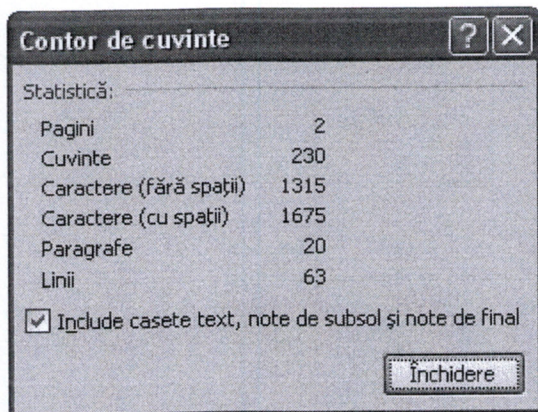 Contor de cuvinte
Statistică:
Pagini 2
Cuvinte 230
Caractere (fără spații) 1315
Caractere (cu spații) 1675
Paragrafe 20
Linii 63
Include casete text, note de subsol și note de final
Închidere